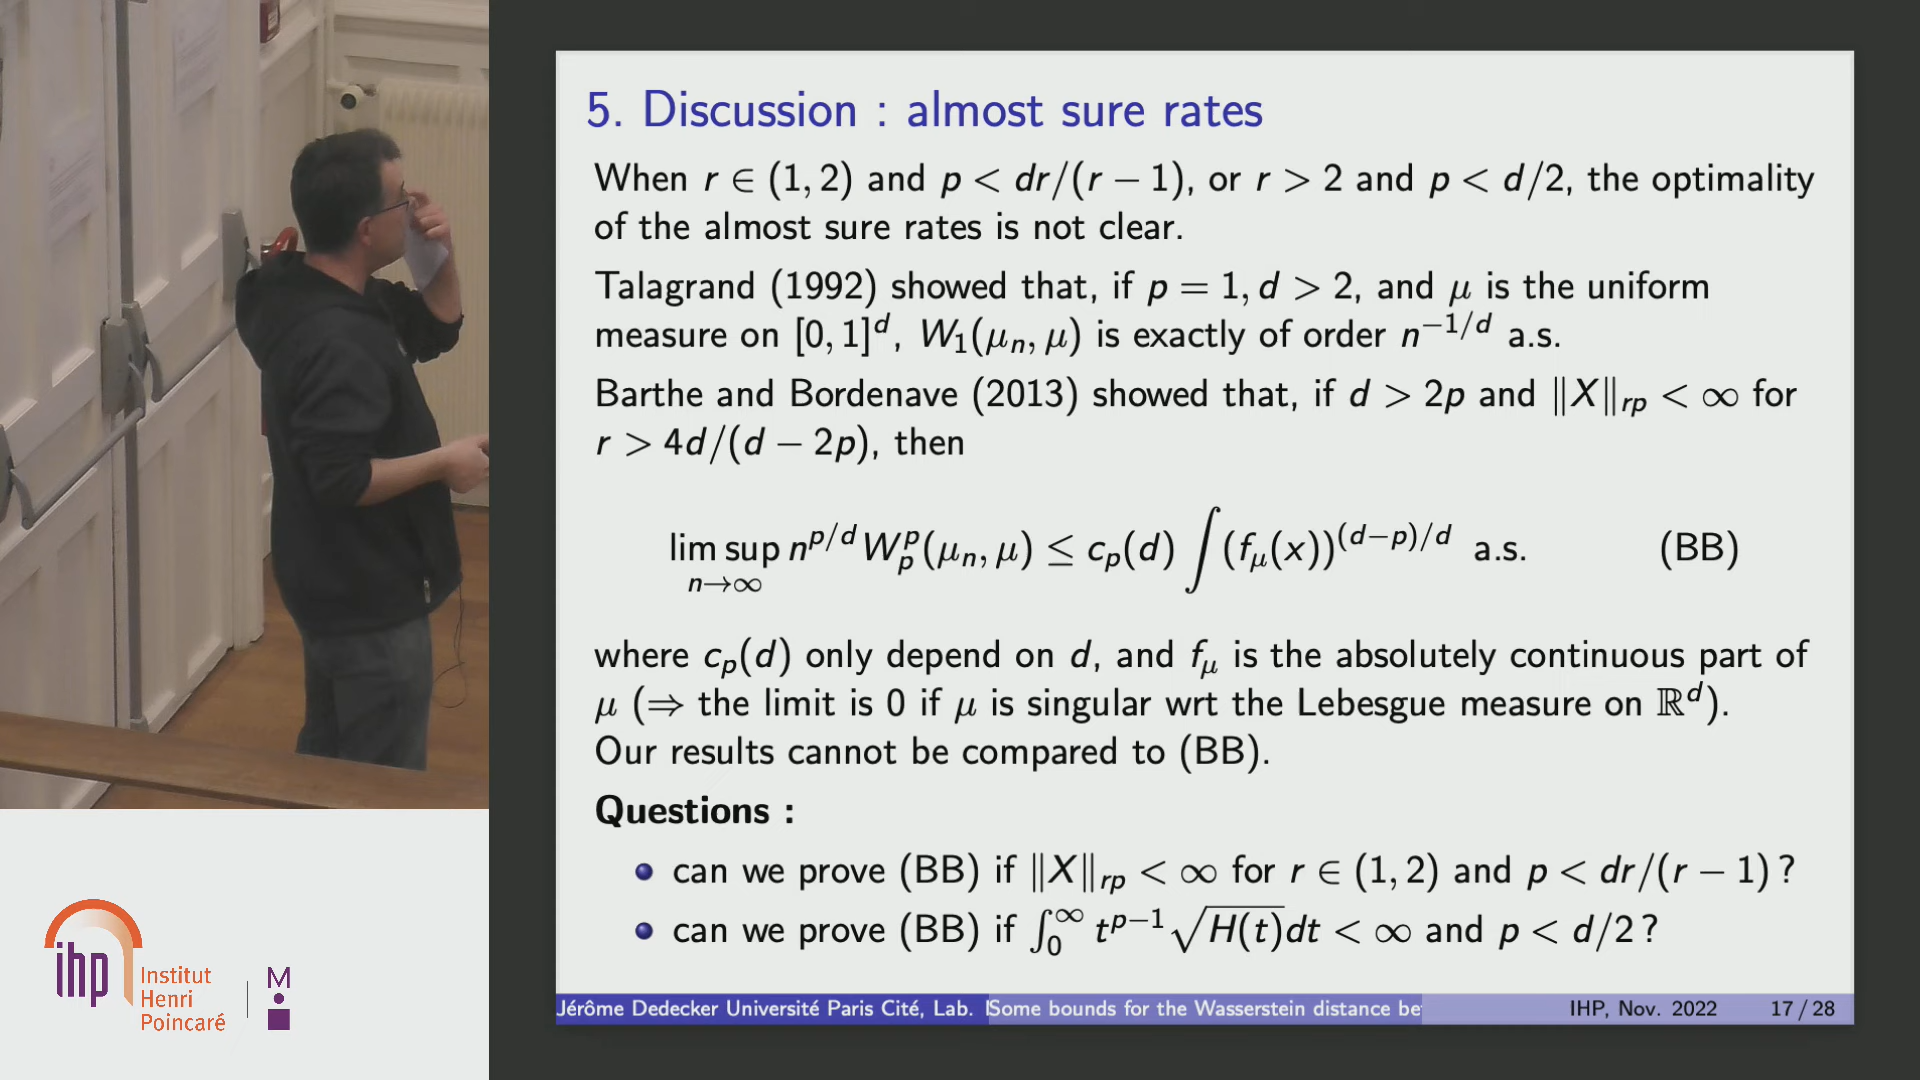 5. Discussion : almost sure rates
When r ∈ (1, 2) and p < dr/(r − 1), or r > 2 and p < d/2, the optimality
of the almost sure rates is not clear.
Talagrand (1992) showed that, if p = 1, d > 2, and μ is the uniform
measure on [0, 1]^d, W_1(μ_n, μ) is exactly of order n^{−1/d} a.s.
Barthe and Bordenave (2013) showed that, if d > 2p and ‖X‖_{rp} < ∞ for
r > 4d/(d − 2p), then
lim sup_{n→∞} n^{p/d} W_p^p(μ_n, μ) ≤ c_p(d) ∫(f_μ(x))^{(d−p)/d} a.s. (BB)
where c_p(d) only depend on d, and f_μ is the absolutely continuous part of
μ (⇒ the limit is 0 if μ is singular wrt the Lebesgue measure on ℝ^d).
Our results cannot be compared to (BB).
Questions :
• can we prove (BB) if ‖X‖_{rp} < ∞ for r ∈ (1, 2) and p < dr/(r − 1) ?
• can we prove (BB) if ∫_0^∞ t^{p−1}√H(t)dt < ∞ and p < d/2 ?
Jérôme Dedecker Université Paris Cité, Lab. Some bounds for the Wasserstein distance be IHP, Nov. 2022 17 / 28
ihp Institut
Henri
Poincaré
M